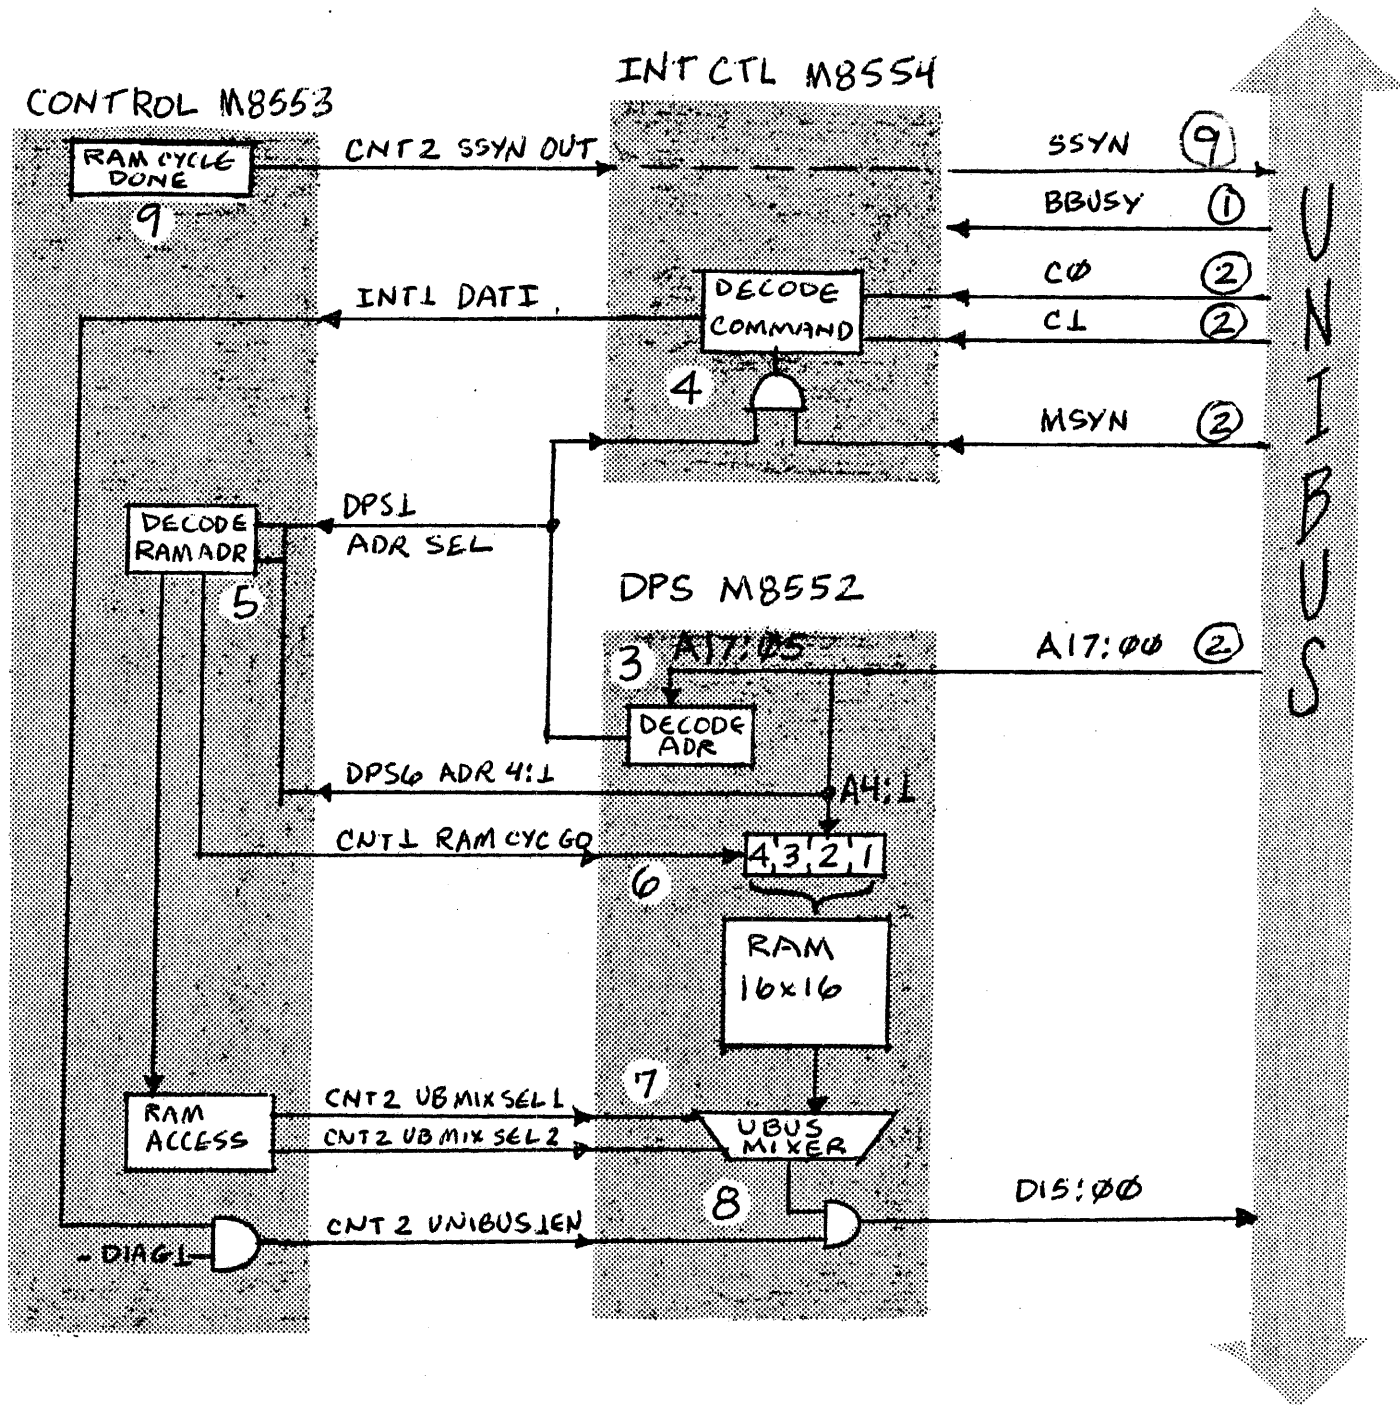 INT CTL M8554
CONTROL M8553
RAM CYCLE
DONE
9
CNT2 SSYN OUT
SSYN 9
BBUSY 1
INT1 DATI
DECODE
COMMAND
4
CØ 2
C1 2
MSYN 2
DPS1
ADR SEL
DECODE
RAM ADR
5
DPS M8552
3
A17:Ø5
A17:ØØ 2
DECODE
ADR
DPS6 ADR 4:1
A4:1
CNT1 RAM CYC GO
6
4 3 2 1
RAM
16x16
7
CNT2 UB MIX SEL 1
CNT2 UB MIX SEL 2
RAM
ACCESS
UBUS
MIXER
8
D15:ØØ
CNT2 UNIBUS1EN
- DIAG1
UNIBUS